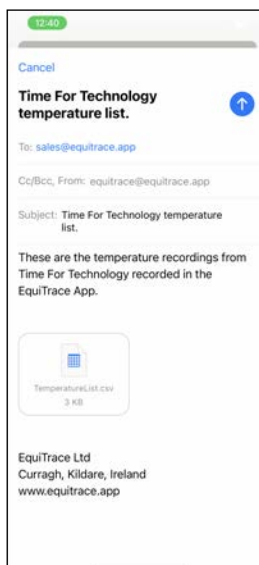 12:40
Cancel
Time For Technology
temperature list.
To: sales@equitrace.app
Cc/Bcc, From: equitrace@equitrace.app
Subject: Time For Technology temperature
list.
These are the temperature recordings from
Time For Technology recorded in the
EquiTrace App.
TemperatureList.csv
3 KB
EquiTrace Ltd
Curragh, Kildare, Ireland
www.equitrace.app